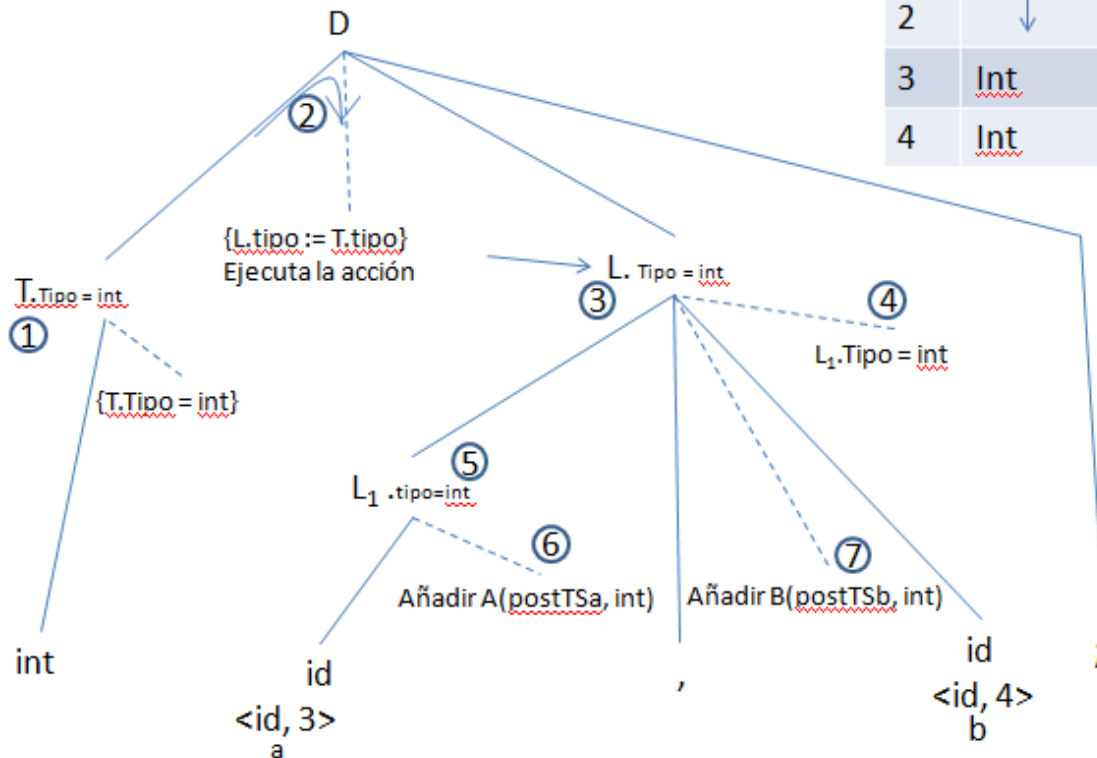 D
2
3 Int
4 Int
②
{L.tipo := T.tipo}
Ejecuta la acción
T.Tipo = int
①
{T.Tipo = int}
L. Tipo = int
③
④
L₁.Tipo = int
⑤
L₁ .tipo=int
⑥
Añadir A(postTSa, int)
⑦
Añadir B(postTSb, int)
int
id
<id, 3>
a
,
id
<id, 4>
b